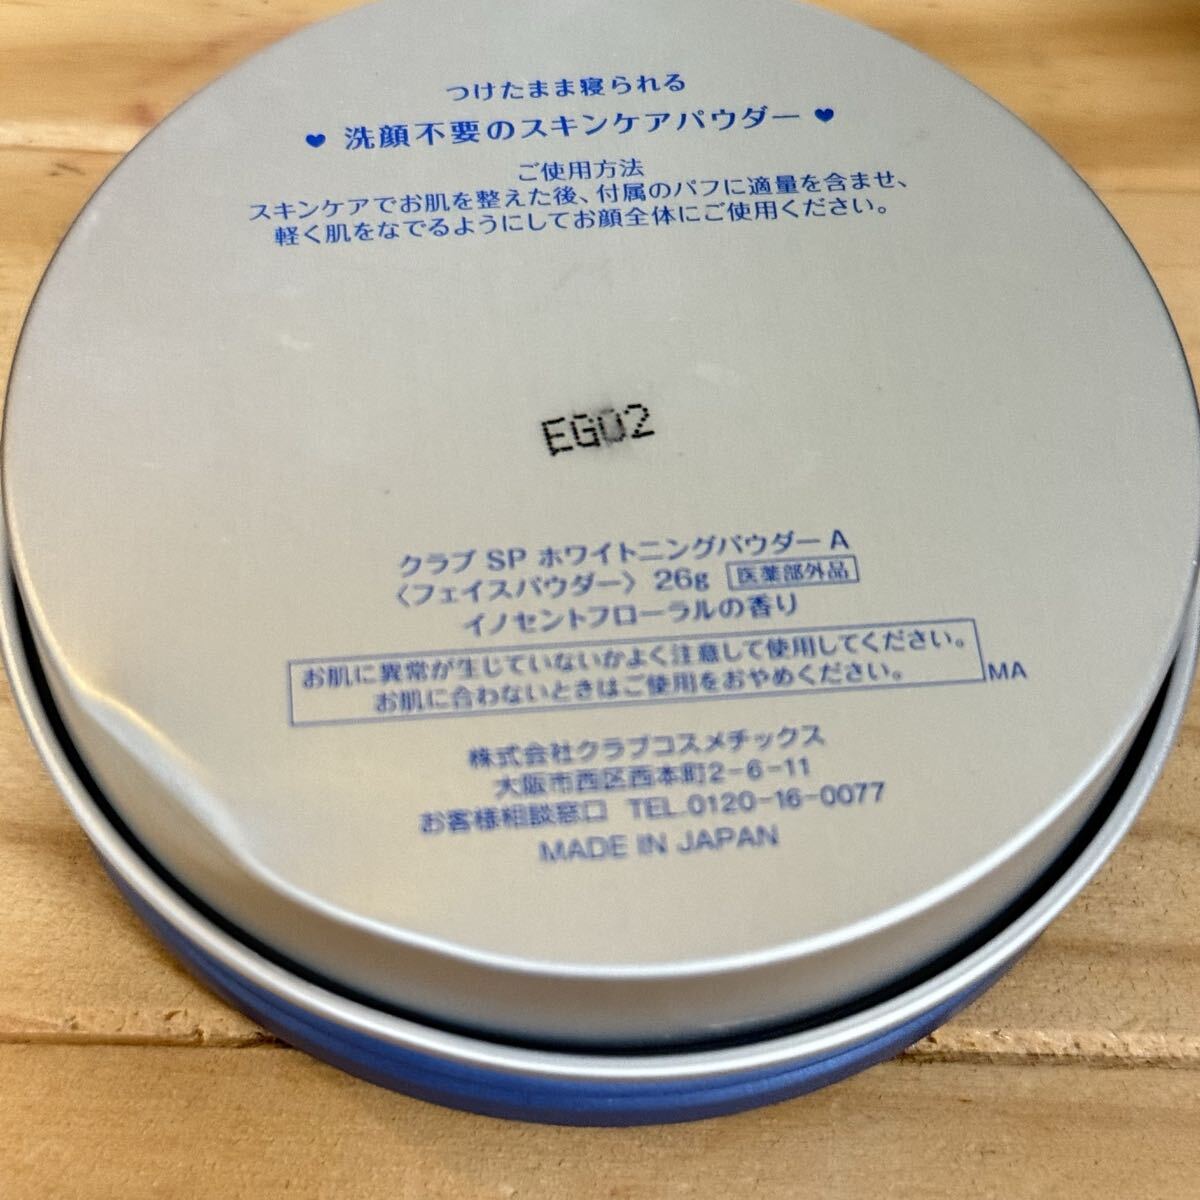 つけたまま寝られる
♥ 洗顔不要のスキンケアパウダー ♥
ご使用方法
スキンケアでお肌を整えた後、付属のパフに適量を含ませ、
軽く肌をなでるようにしてお顔全体にご使用ください。
EG02
クラブ SP ホワイトニングパウダー A
〈フェイスパウダー〉 26g 医薬部外品
イノセントフローラルの香り
お肌に異常が生じていないかよく注意して使用してください。
お肌に合わないときはご使用をおやめください。
MA
株式会社クラブコスメチックス
大阪市西区西本町2-6-11
お客様相談窓口 TEL.0120-16-0077
MADE IN JAPAN